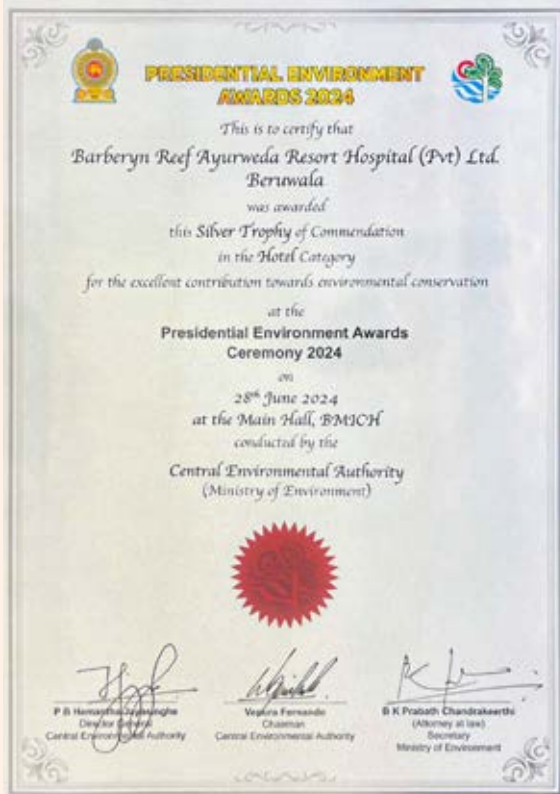 PRESIDENTIAL ENVIRONMENT
AWARDS 2024
This is to certify that
Barberyn Reef Ayurweda Resort Hospital (Pvt) Ltd.
Beruwala
was awarded
this Silver Trophy of Commendation
in the Hotel Category
for the excellent contribution towards environmental conservation
at the
Presidential Environment Awards
Ceremony 2024
on
28th June 2024
at the Main Hall, BMICH
conducted by the
Central Environmental Authority
(Ministry of Environment)
P B Hemantha
Director General
Central Environmental Authority
Fernando
Chairman
Central Environmental Authority
B K Prabath Chandrakeerthi
(Attorney at law)
Secretary
Ministry of Environment